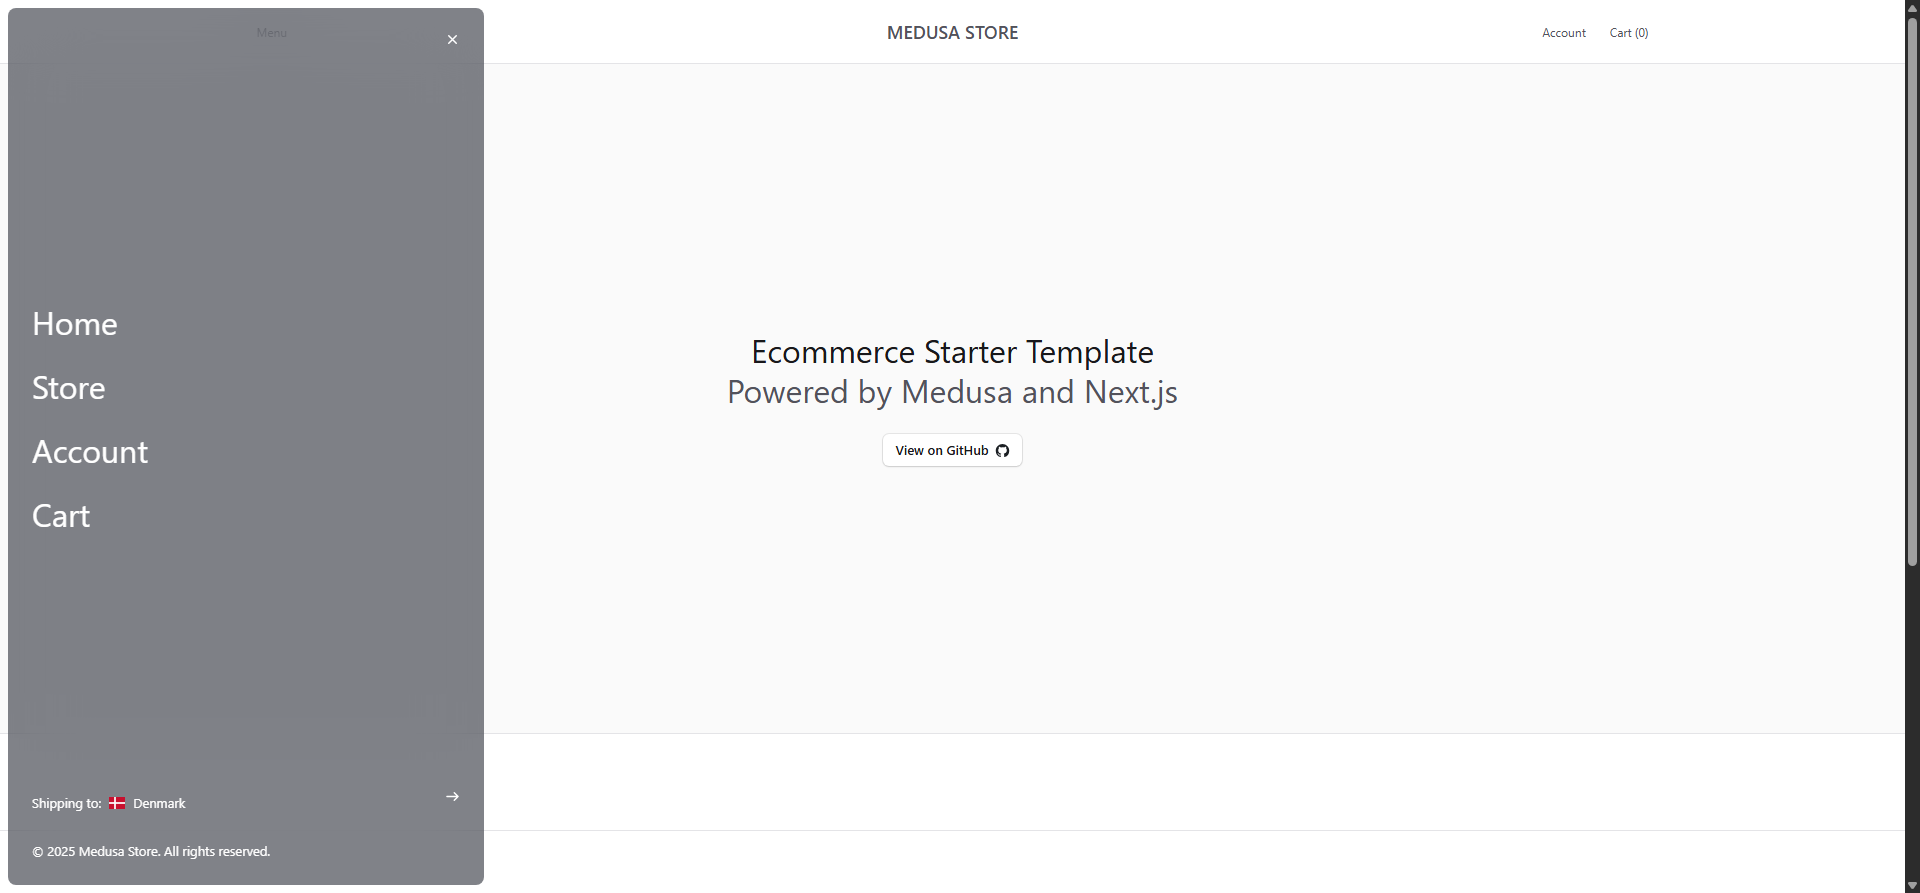 Menu
MEDUSA STORE
Account
Cart (0)
Home
Store
Account
Cart
Ecommerce Starter Template
Powered by Medusa and Next.js
View on GitHub
Shipping to: Denmark
© 2025 Medusa Store. All rights reserved.